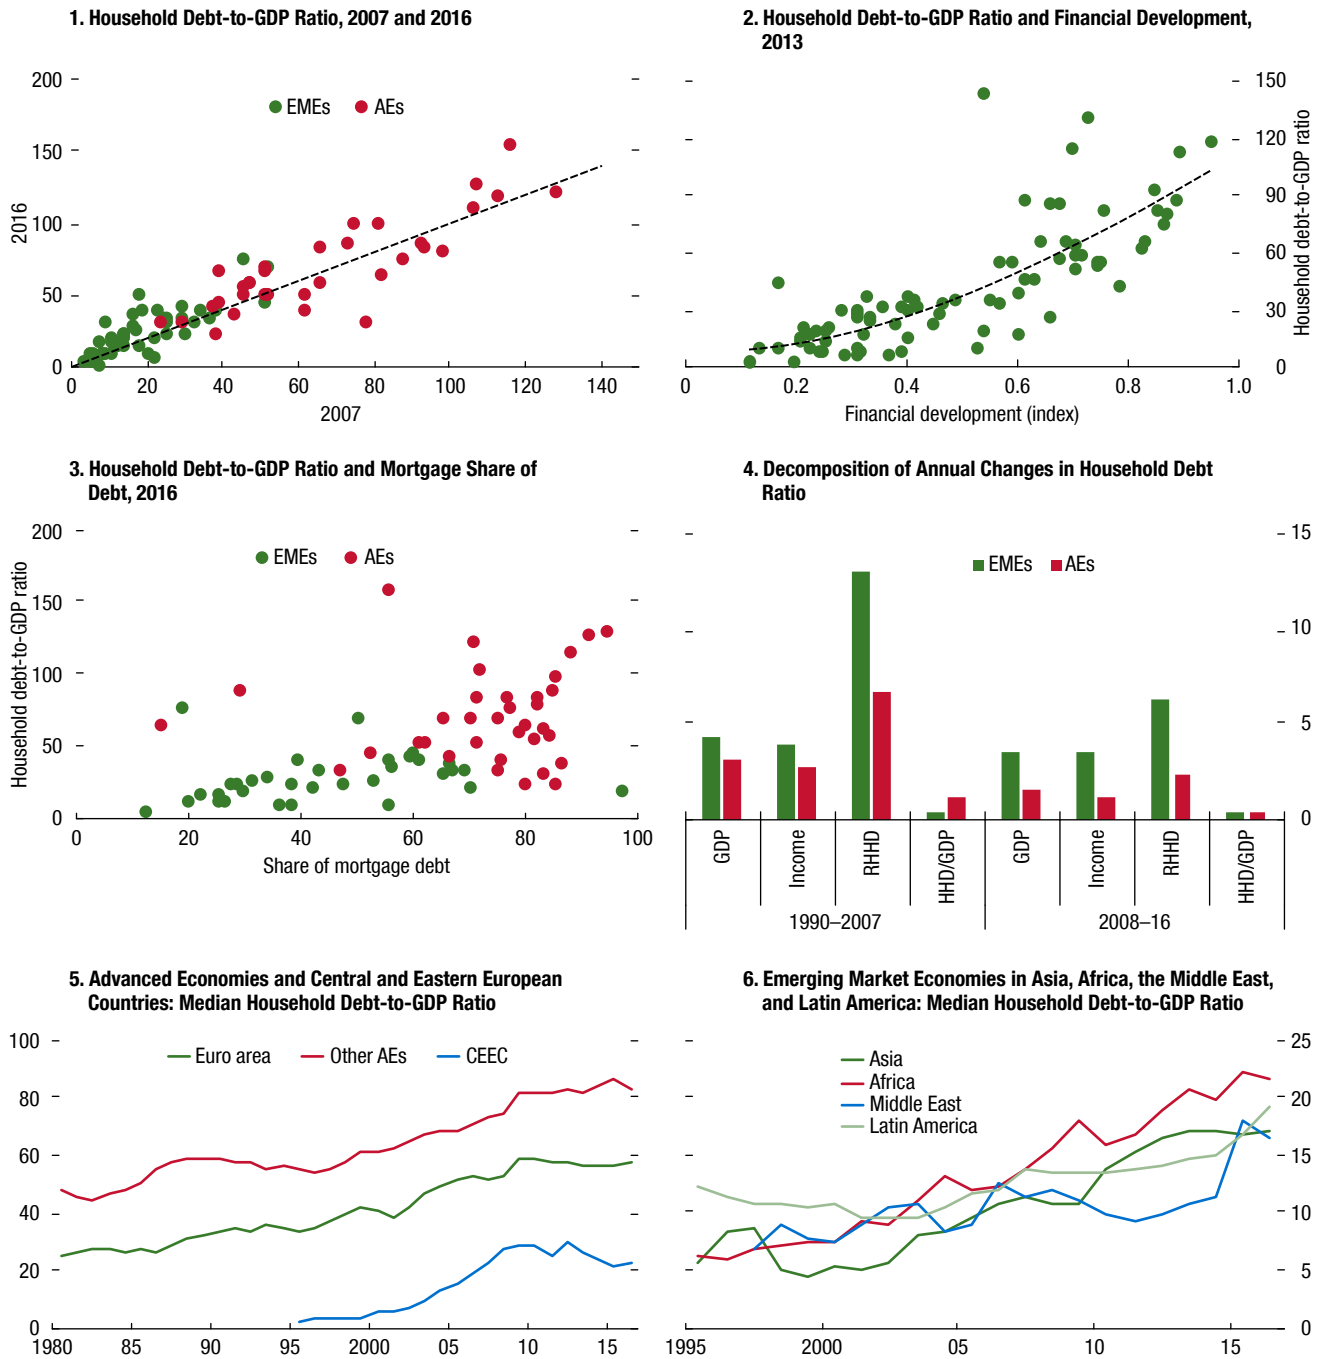 1. Household Debt-to-GDP Ratio, 2007 and 2016
200
150
100
50
0
2016
EMEs
AEs
0 20 40 60 80 100 120 140
2007
2. Household Debt-to-GDP Ratio and Financial Development,
2013
150
120
90
60
30
0
Household debt-to-GDP ratio
0 0.2 0.4 0.6 0.8 1.0
Financial development (index)
3. Household Debt-to-GDP Ratio and Mortgage Share of
Debt, 2016
200
150
100
50
0
Household debt-to-GDP ratio
EMEs
AEs
0 20 40 60 80 100
Share of mortgage debt
4. Decomposition of Annual Changes in Household Debt
Ratio
15
10
5
0
EMEs
AEs
GDP
Income
RHHD
HHD/GDP
GDP
Income
RHHD
HHD/GDP
1990–2007
2008–16
5. Advanced Economies and Central and Eastern European
Countries: Median Household Debt-to-GDP Ratio
100
80
60
40
20
0
Euro area
Other AEs
CEEC
1980 85 90 95 2000 05 10 15
6. Emerging Market Economies in Asia, Africa, the Middle East,
and Latin America: Median Household Debt-to-GDP Ratio
25
20
15
10
5
0
Asia
Africa
Middle East
Latin America
1995 2000 05 10 15